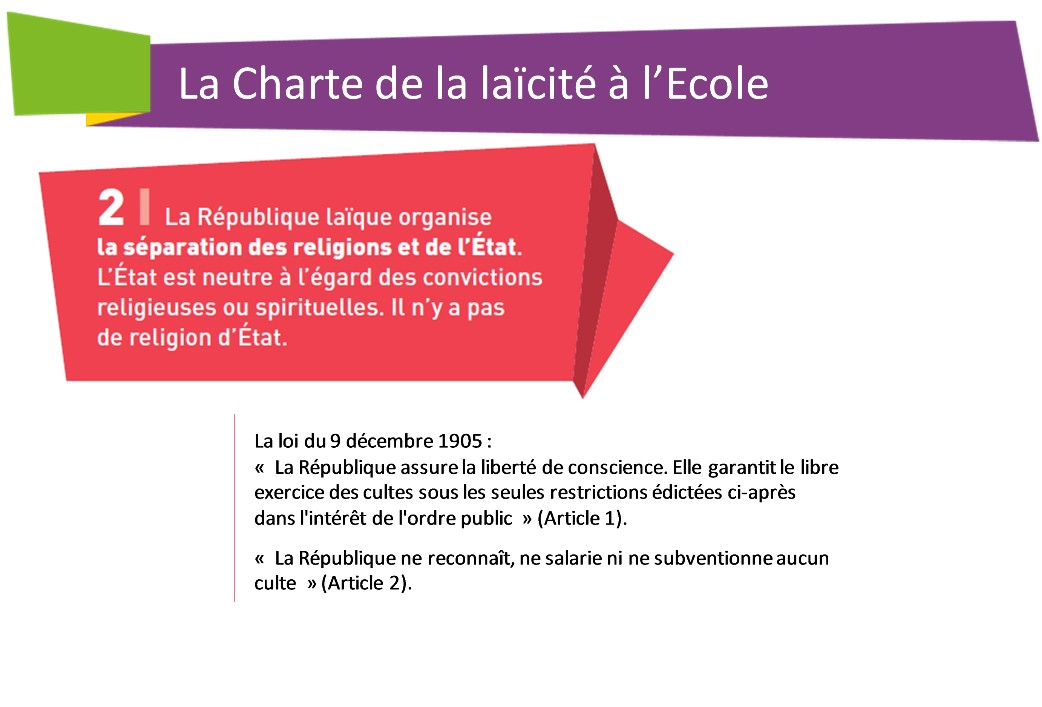 La Charte de la laïcité à l’Ecole
2 | La République laïque organise
la séparation des religions et de l’État.
L’État est neutre à l’égard des convictions
religieuses ou spirituelles. Il n’y a pas
de religion d’État.
La loi du 9 décembre 1905 :
«  La République assure la liberté de conscience. Elle garantit le libre
exercice des cultes sous les seules restrictions édictées ci-après
dans l'intérêt de l'ordre public  » (Article 1).
«  La République ne reconnaît, ne salarie ni ne subventionne aucun
culte  » (Article 2).